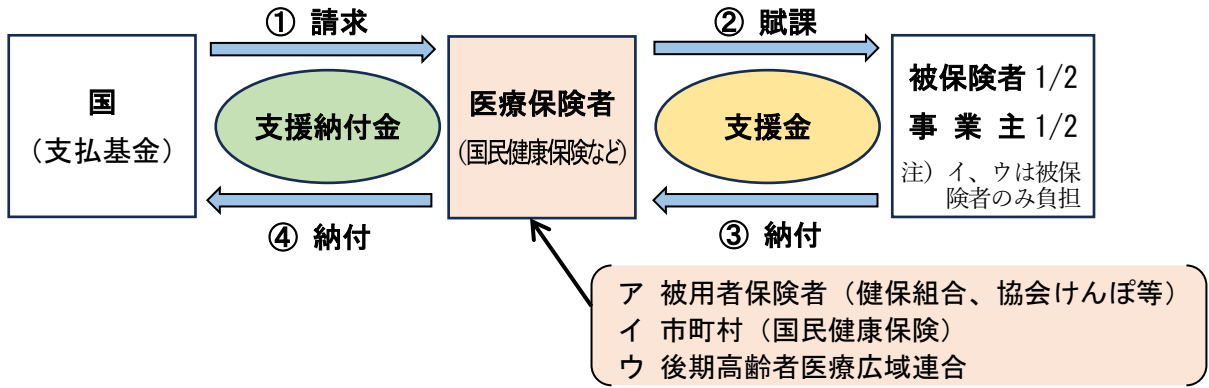 ① 請求
② 賦課
国
（支払基金）
支援納付金
医療保険者
（国民健康保険など）
支援金
被保険者 1/2
事 業 主 1/2
注）イ、ウは被保
険者のみ負担
④ 納付
③ 納付
ア 被用者保険者（健保組合、協会けんぽ等）
イ 市町村（国民健康保険）
ウ 後期高齢者医療広域連合